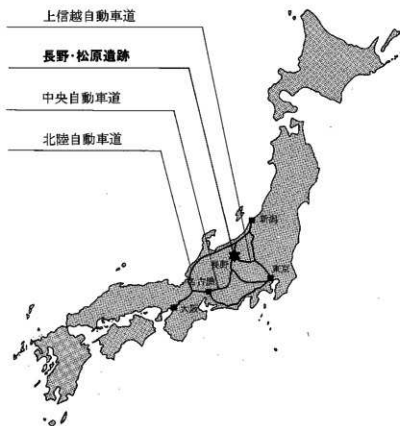 上信越自動車道
長野・松原遺跡
中央自動車道
北陸自動車道
新潟
長野
東京
名古屋
大阪